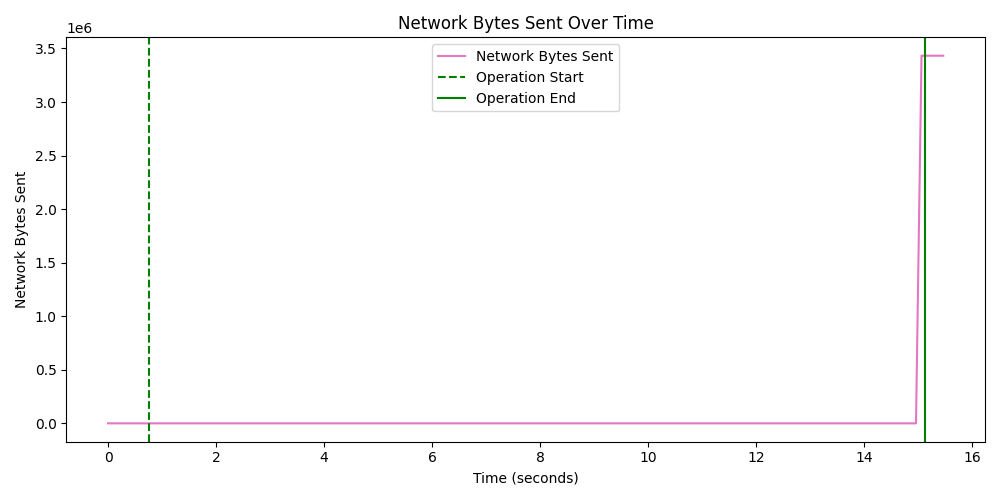 Network Bytes Sent Over Time
1e6
Network Bytes Sent
Operation Start
Operation End
3.5
3.0
2.5
2.0
1.5
1.0
0.5
0.0
Network Bytes Sent
0 2 4 6 8 10 12 14 16
Time (seconds)